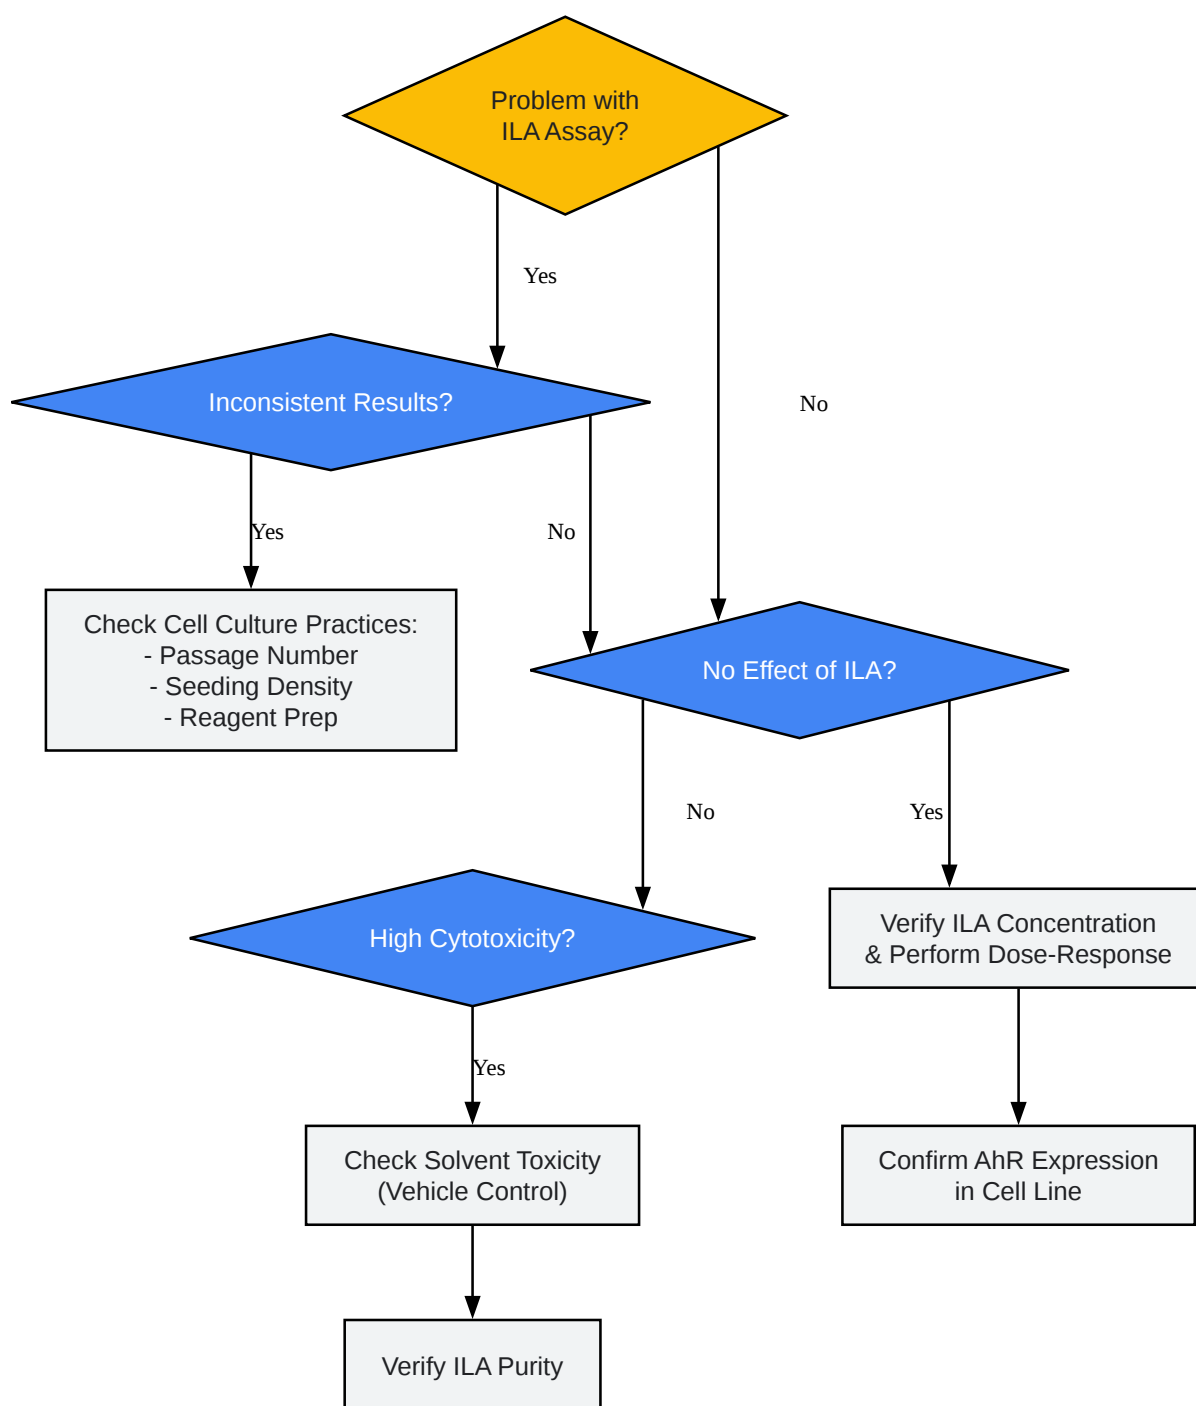 Problem with
ILA Assay?
Yes
Inconsistent Results?
No
Yes
No
Check Cell Culture Practices:
- Passage Number
- Seeding Density
- Reagent Prep
No Effect of ILA?
No
Yes
High Cytotoxicity?
Verify ILA Concentration
& Perform Dose-Response
Yes
Check Solvent Toxicity
(Vehicle Control)
Confirm AhR Expression
in Cell Line
Verify ILA Purity